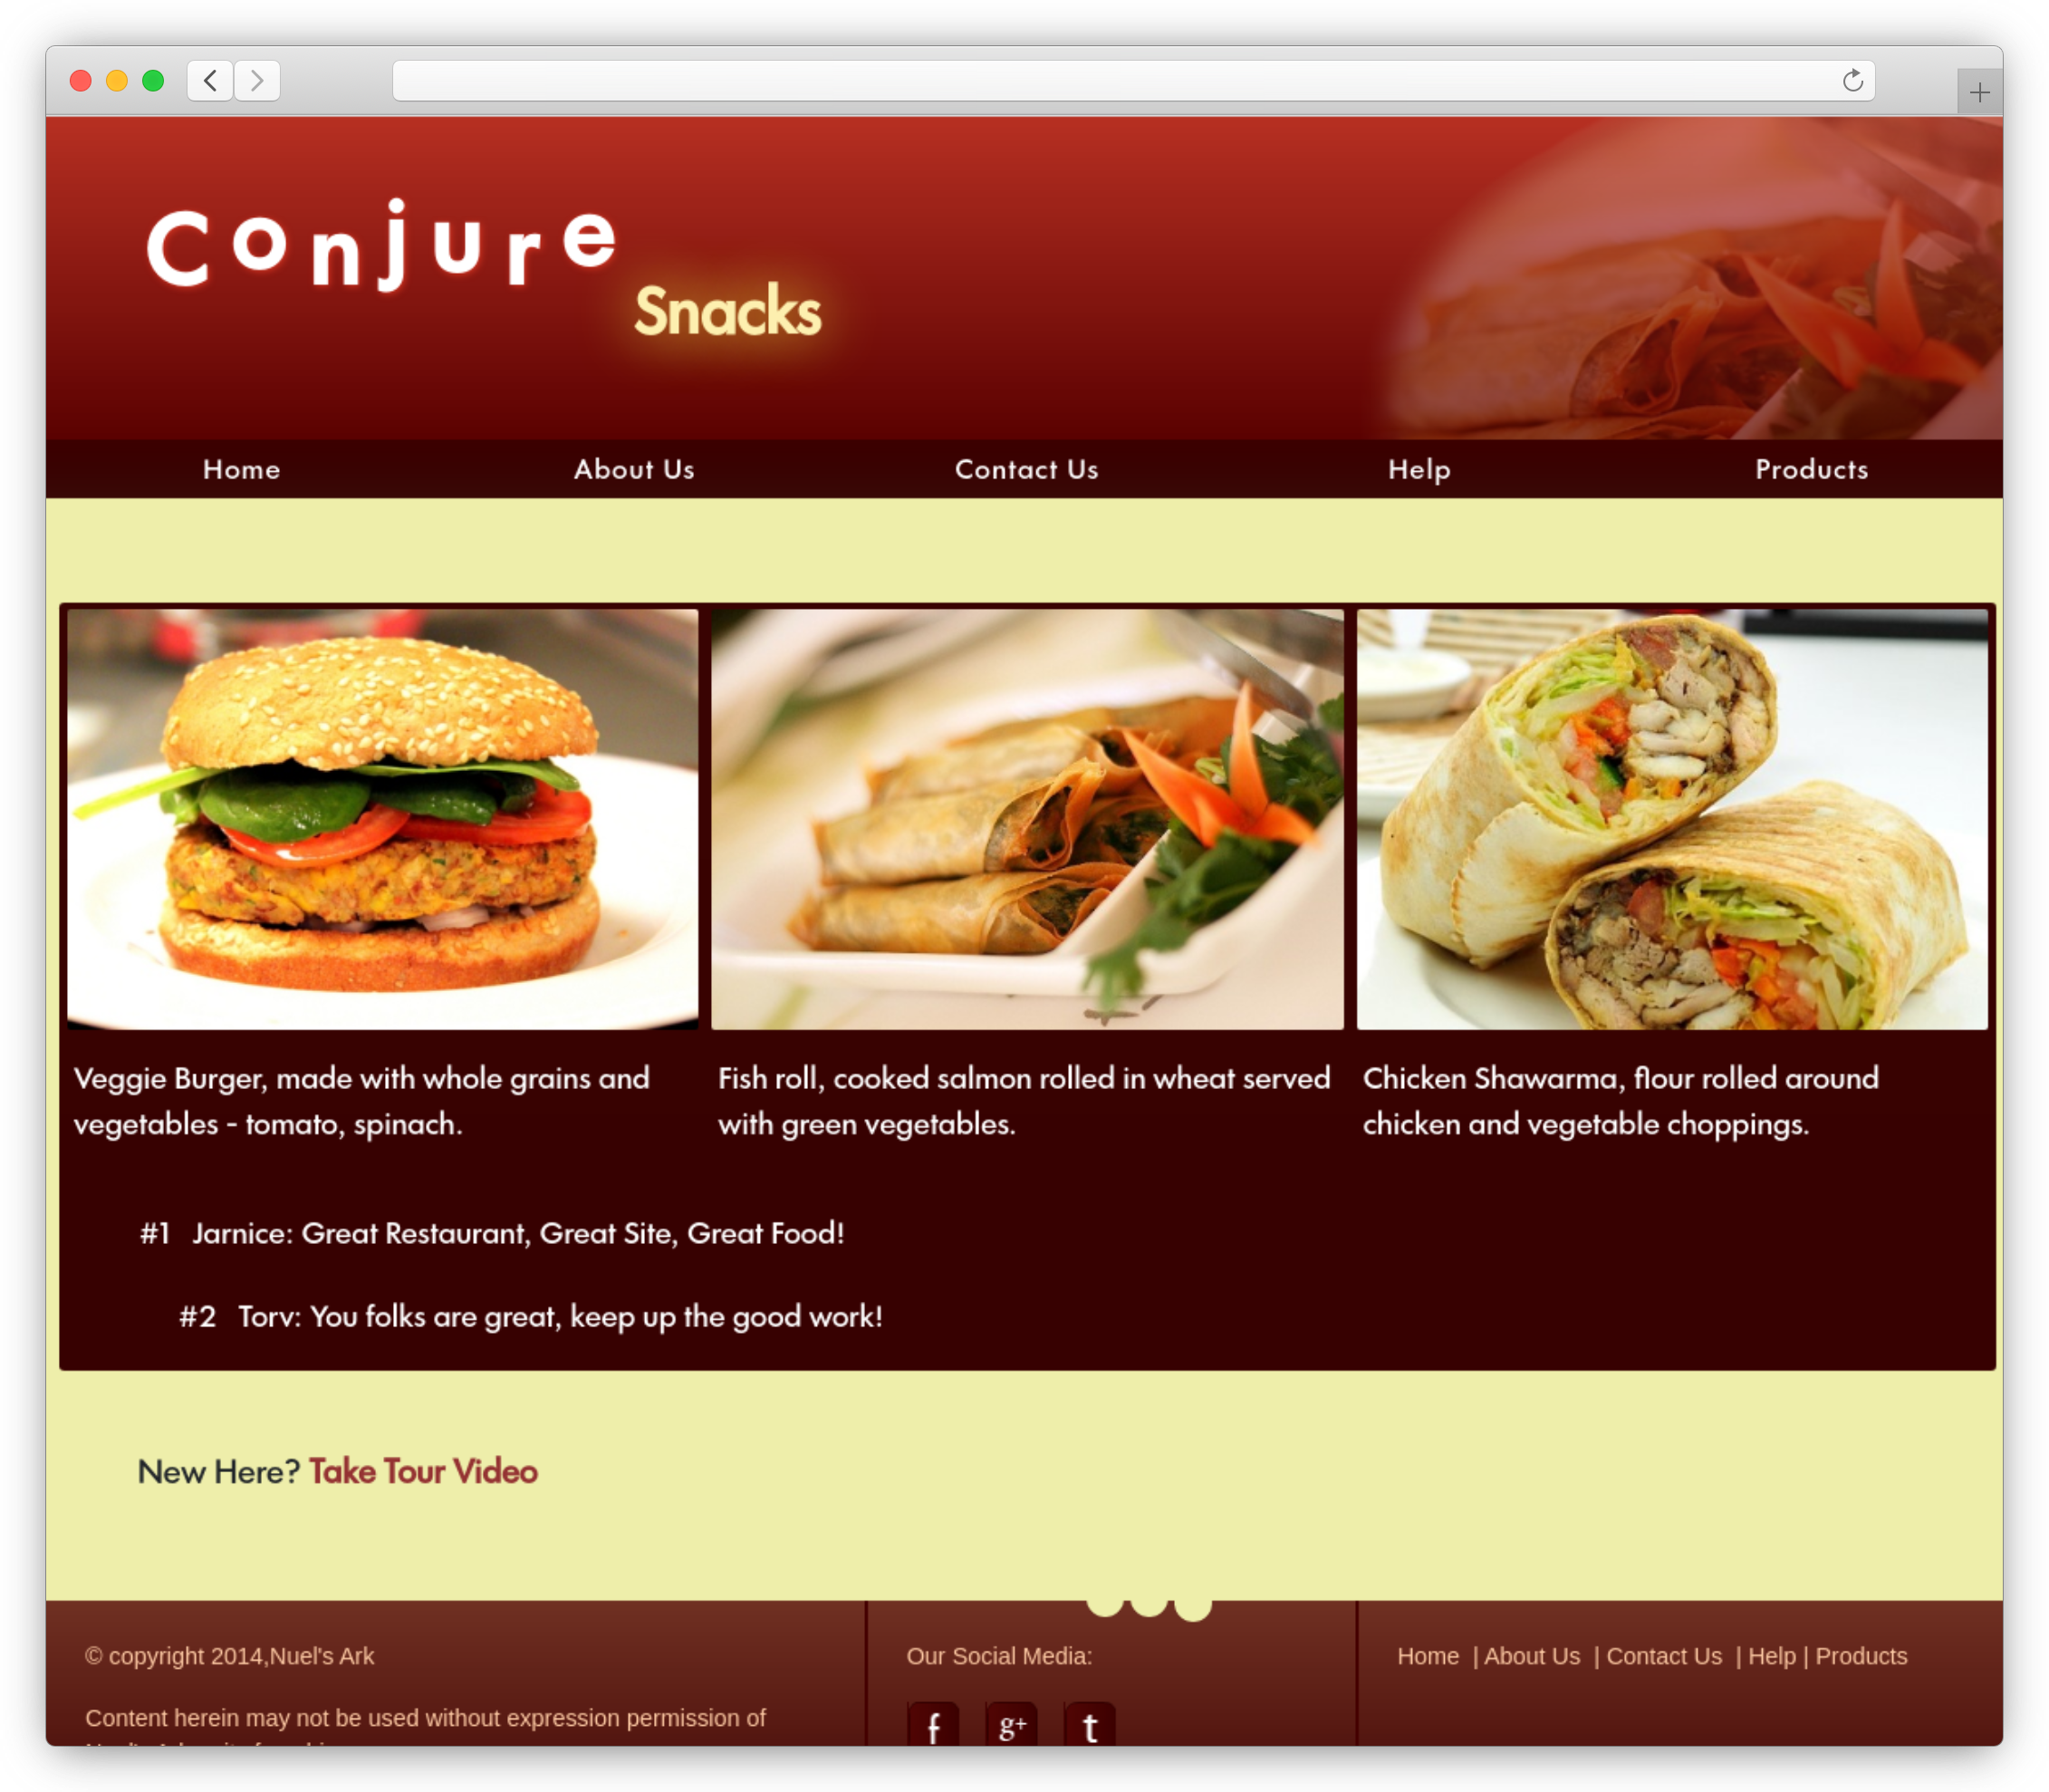 Conjure
Snacks
Home About Us Contact Us Help Products
Veggie Burger, made with whole grains and
vegetables - tomato, spinach.
Fish roll, cooked salmon rolled in wheat served
with green vegetables.
Chicken Shawarma, flour rolled around
chicken and vegetable choppings.
#1 Jarnice: Great Restaurant, Great Site, Great Food!
#2 Torv: You folks are great, keep up the good work!
New Here? Take Tour Video
© copyright 2014,Nuel's Ark
Content herein may not be used without expression permission of
Our Social Media:
f g+ t
Home | About Us | Contact Us | Help | Products